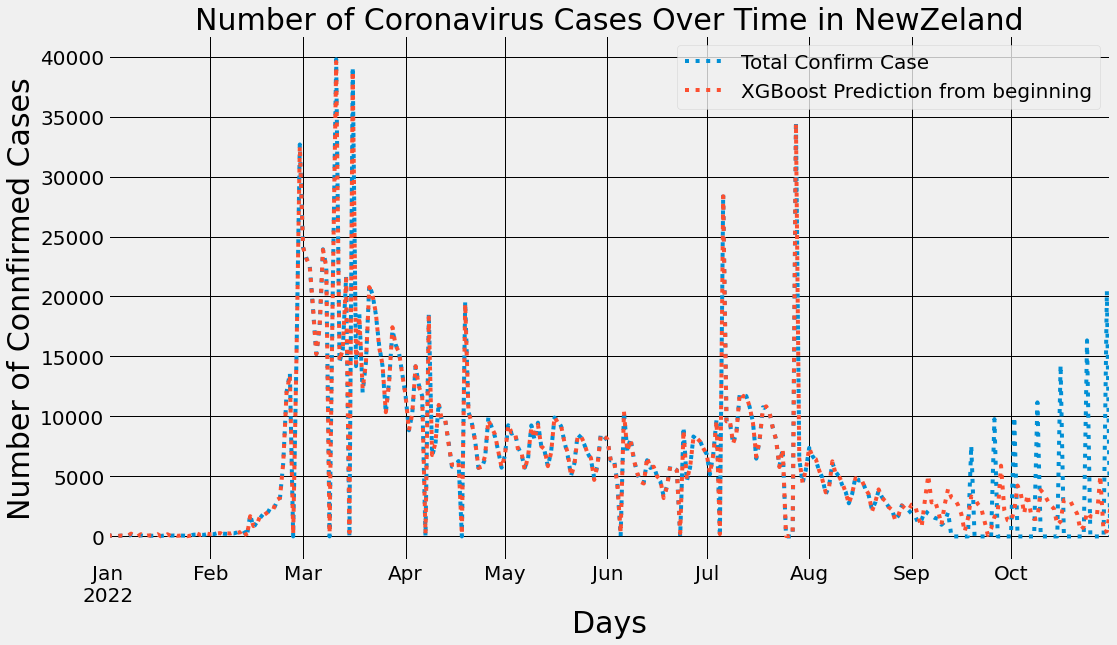 Number of Coronavirus Cases Over Time in NewZeland
Total Confirm Case
XGBoost Prediction from beginning
Number of Connfirmed Cases
40000
35000
30000
25000
20000
15000
10000
5000
0
Jan Feb Mar Apr May Jun Jul Aug Sep Oct
2022
Days